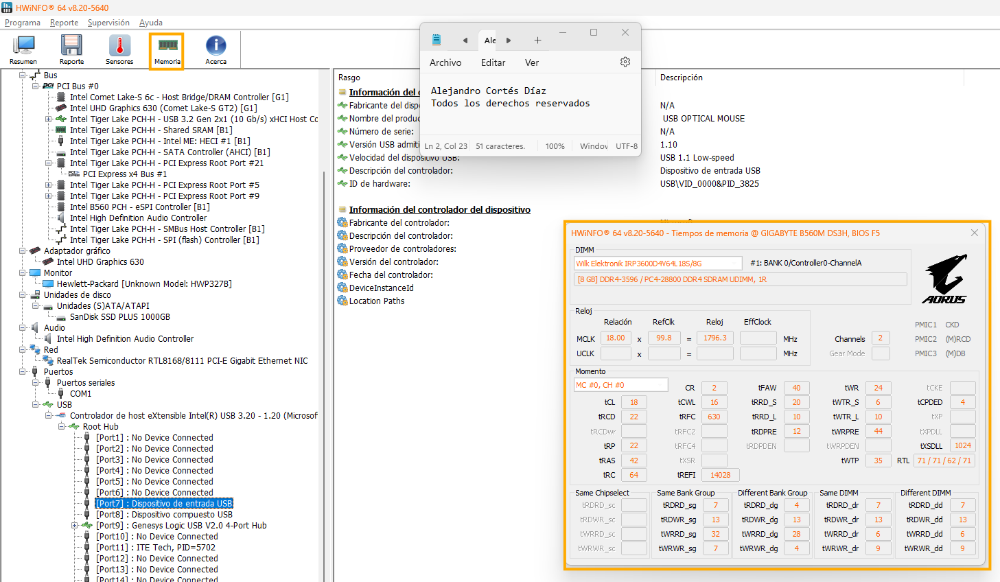 HWiNFO® 64 v8.20-5640
Programa Reporte Supervisión Ayuda
Resumen Reporte Sensores Memoria Acerca
Bus
PCI Bus #0
Intel Comet Lake-S 6c - Host Bridge/DRAM Controller [G1]
Intel UHD Graphics 630 (Comet Lake-S GT2) [G1]
Intel Tiger Lake PCH-H - USB 3.2 Gen 2x1 (10 Gb/s) xHCI Host Co
Intel Tiger Lake PCH-H - Shared SRAM [B1]
Intel Tiger Lake PCH-H - Intel ME: HECI #1 [B1]
Intel Tiger Lake PCH-H - SATA Controller (AHCI) [B1]
Intel Tiger Lake PCH-H - PCI Express Root Port #21
PCI Express x4 Bus #1
Intel Tiger Lake PCH-H - PCI Express Root Port #5
Intel Tiger Lake PCH-H - PCI Express Root Port #9
Intel B560 PCH - eSPI Controller [B1]
Intel High Definition Audio Controller
Intel Tiger Lake PCH-H - SMBus Host Controller [B1]
Intel Tiger Lake PCH-H - SPI (flash) Controller [B1]
Adaptador gráfico
Intel UHD Graphics 630
Monitor
Hewlett-Packard [Unknown Model: HWP327B]
Unidades de disco
Unidades (S)ATA/ATAPI
SanDisk SSD PLUS 1000GB
Audio
Intel High Definition Audio Controller
Red
RealTek Semiconductor RTL8168/8111 PCI-E Gigabit Ethernet NIC
Puertos
Puertos seriales
COM1
USB
Controlador de host eXtensible Intel(R) USB 3.20 - 1.20 (Microsof
Root Hub
[Port1] : No Device Connected
[Port2] : No Device Connected
[Port3] : No Device Connected
[Port4] : No Device Connected
[Port5] : No Device Connected
[Port6] : No Device Connected
[Port7] : Dispositivo de entrada USB
[Port8] : Dispositivo compuesto USB
[Port9] : Genesys Logic USB V2.0 4-Port Hub
[Port10] : No Device Connected
[Port11] : ITE Tech, PID=5702
[Port12] : No Device Connected
[Port13] : No Device Connected
[Port14] : No Device Connected
Rasgo Descripción
Información del
Fabricante del disp N/A
Nombre del produc USB OPTICAL MOUSE
Número de serie: N/A
Versión USB admiti 1.10
Velocidad del dispositivo USB: USB 1.1 Low-speed
Descripción del controlador: Dispositivo de entrada USB
ID de hardware: USB\VID_0000&PID_3825
Información del controlador del dispositivo
Fabricante del controlador:
Descripción del controlador:
Proveedor de controladores:
Versión del controlador:
Fecha del controlador:
DeviceInstanceId
Location Paths
Ale
Archivo Editar Ver
Alejandro Cortés Díaz
Todos los derechos reservados
Ln 2, Col 23 51 caracteres. 100% Window UTF-8
HWiNFO® 64 v8.20-5640 - Tiempos de memoria @ GIGABYTE B560M DS3H, BIOS F5
DIMM
Wilk Elektronik IRP3600D4V64L18S/8G #1: BANK 0/Controller0-ChannelA
[8 GB] DDR4-3596 / PC4-28800 DDR4 SDRAM UDIMM, 1R
AORUS
Reloj
Relación RefClk Reloj EffClock
MCLK 18.00 x 99.8 = 1796.3 MHz
UCLK x = MHz
Channels 2
Gear Mode
PMIC1 CKD
PMIC2 (M)RCD
PMIC3 (M)DB
Momento
MC #0, CH #0 CR 2 tFAW 40 tWR 24 tCKE
tCL 18 tCWL 16 tRRD_S 20 tWTR_S 6 tCPDED 4
tRCD 22 tRFC 630 tRRD_L 10 tWTR_L 10 tXP
tRCDwr tRFC2 tRDPRE 12 tWRPRE 44 tXPDLL
tRP 22 tRFC4 tRDPDEN tWRPDEN tXSDLL 1024
tRAS 42 tXSR tWTP 35 RTL 71 / 71 / 62 / 71
tRC 64 tREFI 14028
Same Chipselect Same Bank Group Different Bank Group Same DIMM Different DIMM
tRDRD_sc tRDRD_sg 7 tRDRD_dg 4 tRDRD_dr 7 tRDRD_dd 7
tRDWR_sc tRDWR_sg 13 tRDWR_dg 13 tRDWR_dr 13 tRDWR_dd 13
tWRRD_sc tWRRD_sg 32 tWRRD_dg 28 tWRRD_dr 6 tWRRD_dd 6
tWRWR_sc tWRWR_sg 7 tWRWR_dg 4 tWRWR_dr 9 tWRWR_dd 9